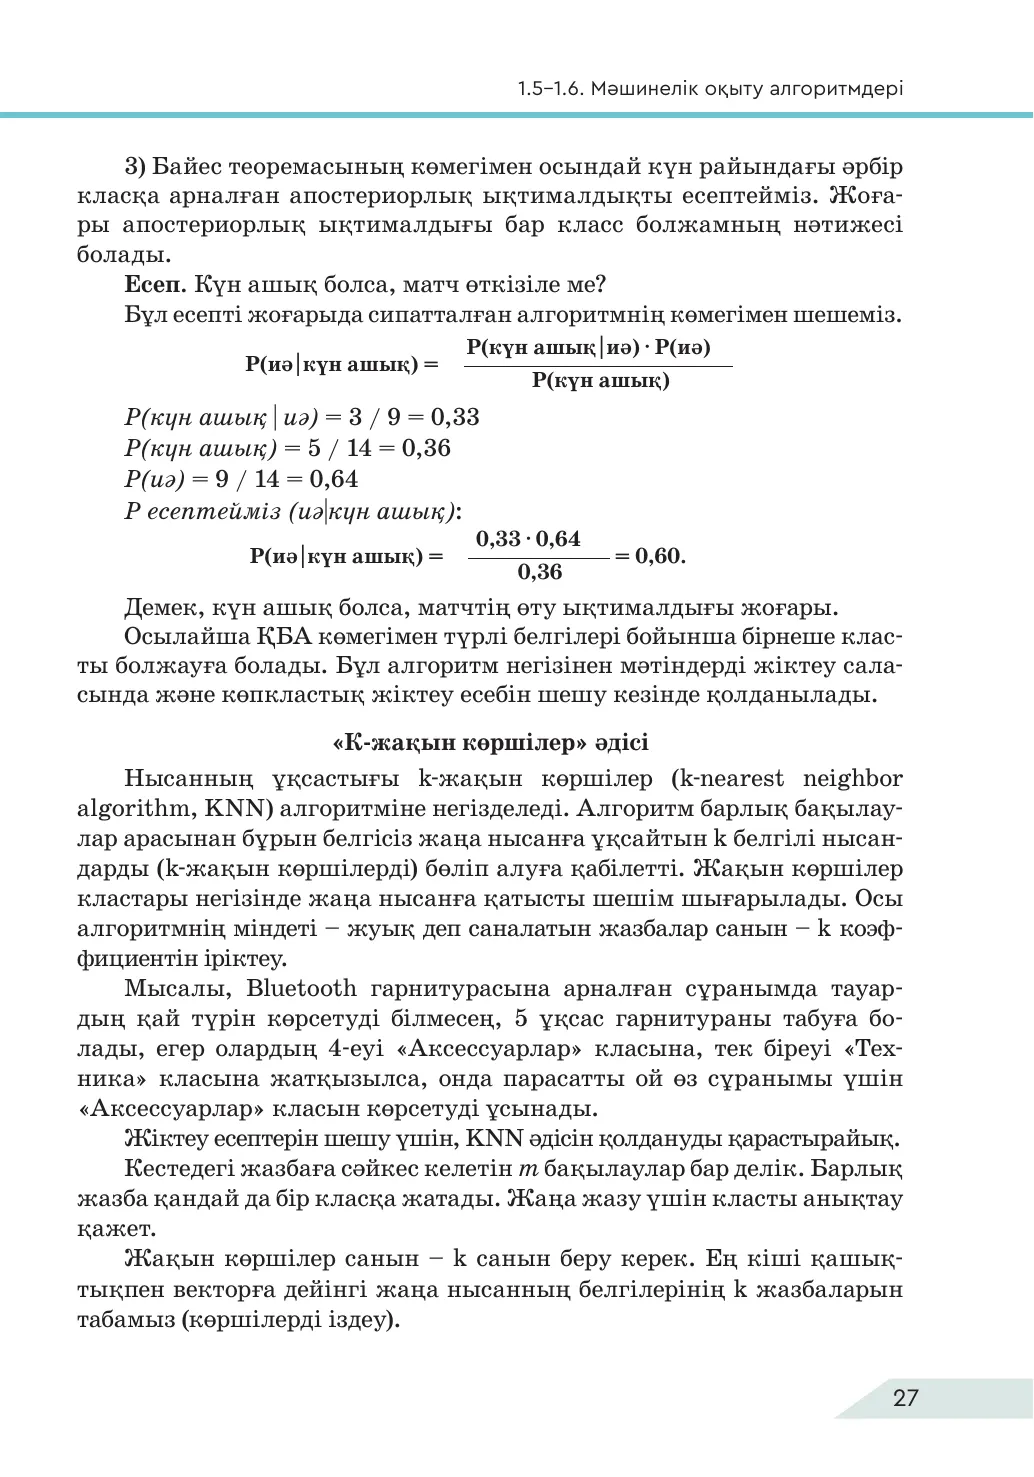 1.5–1.6. Мәшинелік оқыту алгоритмдері
3) Байес теоремасының көмегімен осындай күн райындағы әрбір
класқа арналған апостериорлық ықтималдықты есептейміз. Жоға-
ры апостериорлық ықтималдығы бар класс болжамның нәтижесі
болады.
Есеп. Күн ашық болса, матч өткізіле ме?
Бұл есепті жоғарыда сипатталған алгоритмнің көмегімен шешеміз.
P(күн ашық|иә) · P(иә)
P(иә|күн ашық) =
P(күн ашық)
P(күн ашық|иә) = 3 / 9 = 0,33
P(күн ашық) = 5 / 14 = 0,36
P(иә) = 9 / 14 = 0,64
P есептейміз (иә|күн ашық):
0,33 · 0,64
P(иә|күн ашық) = = 0,60.
0,36
Демек, күн ашық болса, матчтің өту ықтималдығы жоғары.
Осылайша ҚБА көмегімен түрлі белгілері бойынша бірнеше клас-
ты болжауға болады. Бұл алгоритм негізінен мәтіндерді жіктеу сала-
сында және көпкластық жіктеу есебін шешу кезінде қолданылады.
«К-жақын көршілер» әдісі
Нысанның ұқсастығы k-жақын көршілер (k-nearest neighbor
algorithm, KNN) алгоритміне негізделеді. Алгоритм барлық бақылау-
лар арасынан бұрын белгісіз жаңа нысанға ұқсайтын k белгілі нысан-
дарды (k-жақын көршілерді) бөліп алуға қабілетті. Жақын көршілер
кластары негізінде жаңа нысанға қатысты шешім шығарылады. Осы
алгоритмнің міндеті – жуық деп саналатын жазбалар санын – k коэф-
фициентін іріктеу.
Мысалы, Bluetooth гарнитурасына арналған сұранымда тауар-
дың қай түрін көрсетуді білмесең, 5 ұқсас гарнитураны табуға бо-
лады, егер олардың 4-еуі «Аксессуарлар» класына, тек біреуі «Тех-
ника» класына жатқызылса, онда парасатты ой өз сұранымы үшін
«Аксессуарлар» класын көрсетуді ұсынады.
Жіктеу есептерін шешу үшін, KNN әдісін қолдануды қарастырайық.
Кестедегі жазбаға сәйкес келетін m бақылаулар бар делік. Барлық
жазба қандай да бір класқа жатады. Жаңа жазу үшін класты анықтау
қажет.
Жақын көршілер санын – k санын беру керек. Ең кіші қашық-
тықпен векторға дейінгі жаңа нысанның белгілерінің k жазбаларын
табамыз (көршілерді іздеу).
27